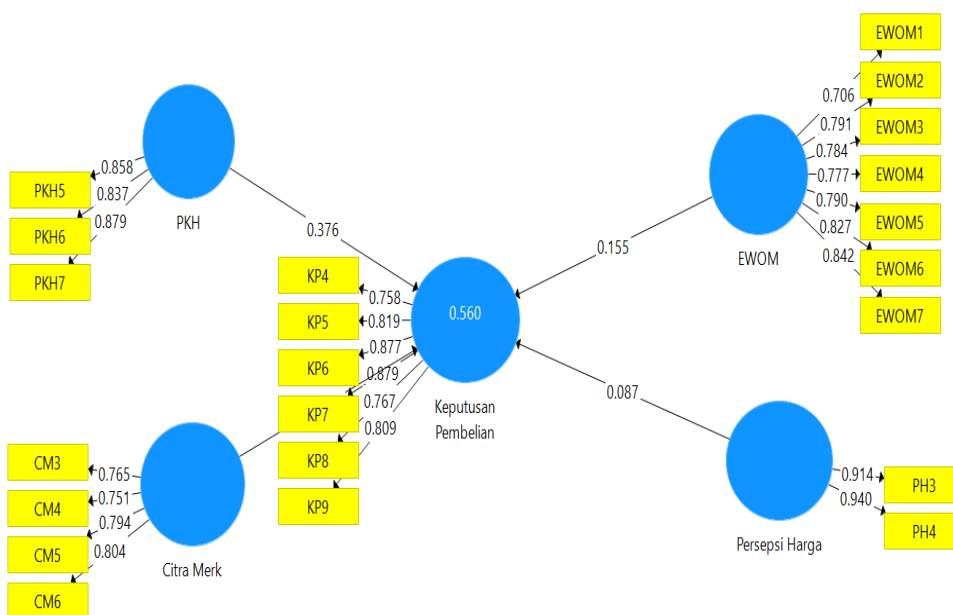 EWOM1
EWOM2
EWOM3
EWOM4
EWOM5
EWOM6
EWOM7
0.706
0.791
0.784
0.777
0.790
0.827
0.842
EWOM
0.858
0.837
0.879
PKH5
PKH6
PKH7
PKH
0.376
0.155
KP4
KP5
KP6
KP7
KP8
KP9
0.758
0.819
0.877
0.879
0.767
0.809
0.560
Keputusan
Pembelian
0.087
CM3
CM4
CM5
CM6
0.765
0.751
0.794
0.804
Citra Merk
0.914
0.940
PH3
PH4
Persepsi Harga